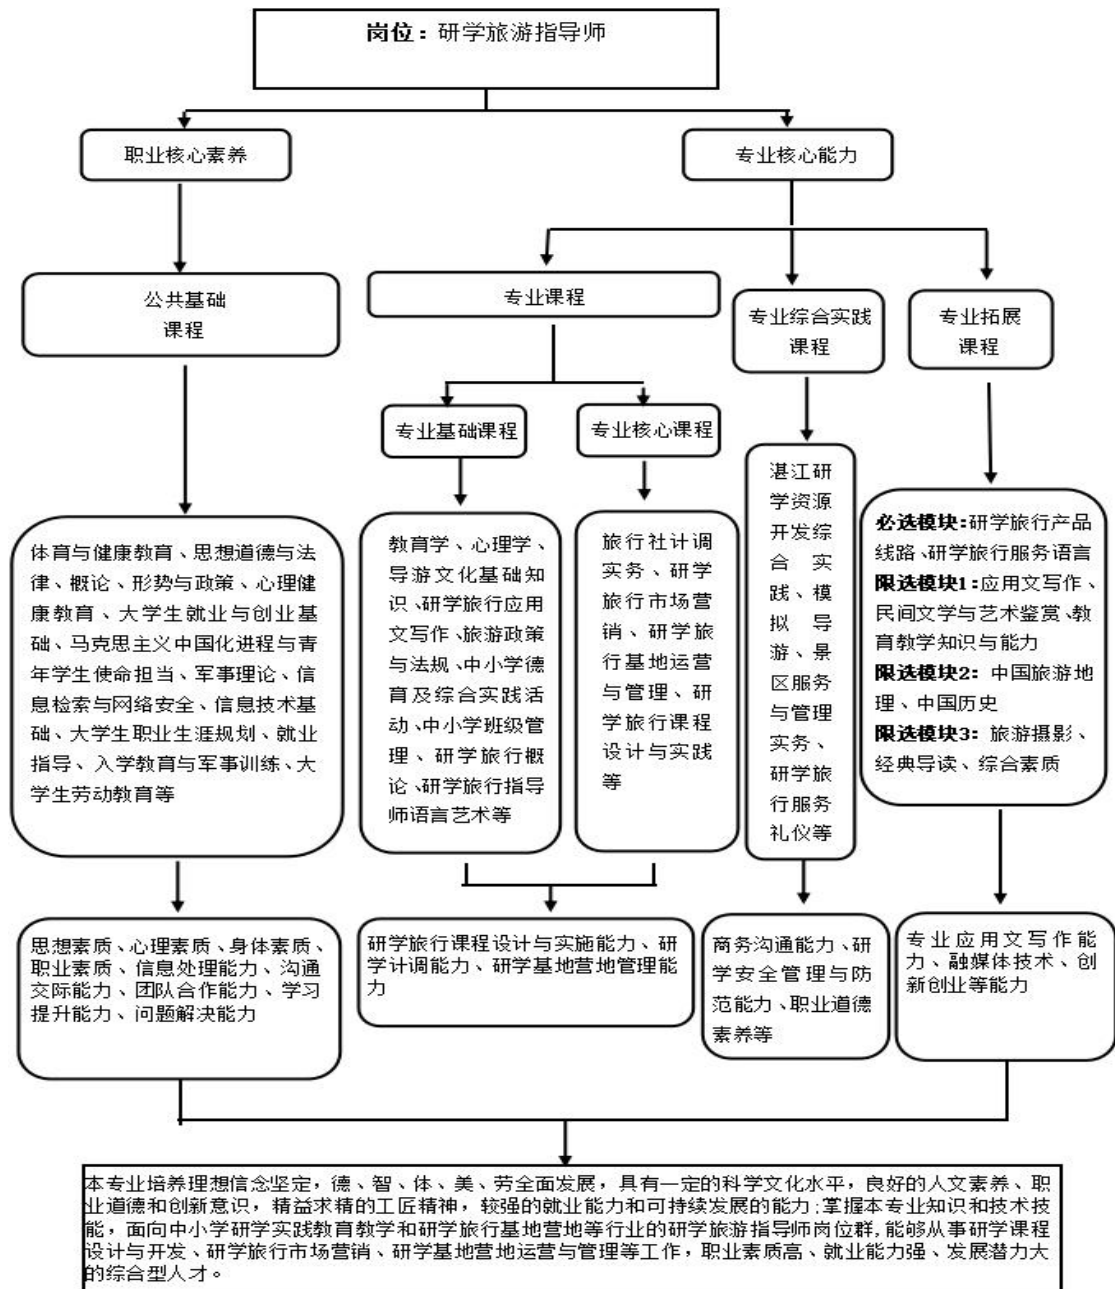 岗位：研学旅游指导师
职业核心素养
专业核心能力
公共基础
课程
专业课程
专业综合实践
课程
专业拓展
课程
专业基础课程
专业核心课程
体育与健康教育、思想道德与法
律、概论、形势与政策、心理健
康教育、大学生就业与创业基
础、马克思主义中国化进程与青
年学生使命担当、军事理论、信
息检索与网络安全、信息技术基
础、大学生职业生涯规划、就业
指导、入学教育与军事训练、大
学生劳动教育等
教育学、心理学、
导游文化基础知
识、研学旅行应用
文写作、旅游政策
与法规、中小学德
育及综合实践活
动、中小学班级管
理、研学旅行概
论、研学旅行指导
师语言艺术等
旅行社计调
实务、研学
旅行市场营
销、研学旅
行基地运营
与管理、研
学旅行课程
设计与实践
等
湛江研
学资源
开发综
合实
践、模
拟导
游、景
区服务
与管理
实务、
研学旅
行服务
礼仪等
必选模块:研学旅行产品
线路、研学旅行服务语言
限选模块1:应用文写作、
民间文学与艺术鉴赏、教
育教学知识与能力
限选模块2：中国旅游地
理、中国历史
限选模块3：旅游摄影、
经典导读、综合素质
思想素质、心理素质、身体素质、
职业素质、信息处理能力、沟通
交际能力、团队合作能力、学习
提升能力、问题解决能力
研学旅行课程设计与实施能力、研
学计调能力、研学基地营地管理能
力
商务沟通能力、研
学安全管理与防
范能力、职业道德
素养等
专业应用文写作能
力、融媒体技术、创
新创业等能力
本专业培养理想信念坚定，德、智、体、美、劳全面发展，具有一定的科学文化水平，良好的人文素养、职
业道德和创新意识，精益求精的工匠精神，较强的就业能力和可持续发展的能力;掌握本专业知识和技术技
能，面向中小学研学实践教育教学和研学旅行基地营地等行业的研学旅游指导师岗位群,能够从事研学课程
设计与开发、研学旅行市场营销、研学基地营地运营与管理等工作，职业素质高、就业能力强、发展潜力大
的综合型人才。